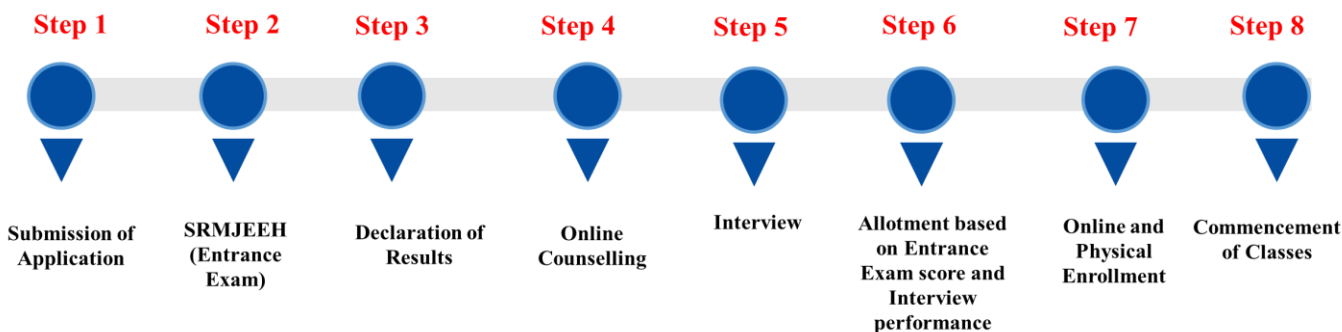 Step 1
Step 2
Step 3
Step 4
Step 5
Step 6
Step 7
Step 8
Submission of
Application
SRMJEEH
(Entrance
Exam)
Declaration of
Results
Online
Counselling
Interview
Allotment based
on Entrance
Exam score and
Interview
performance
Online and
Physical
Enrollment
Commencement
of Classes